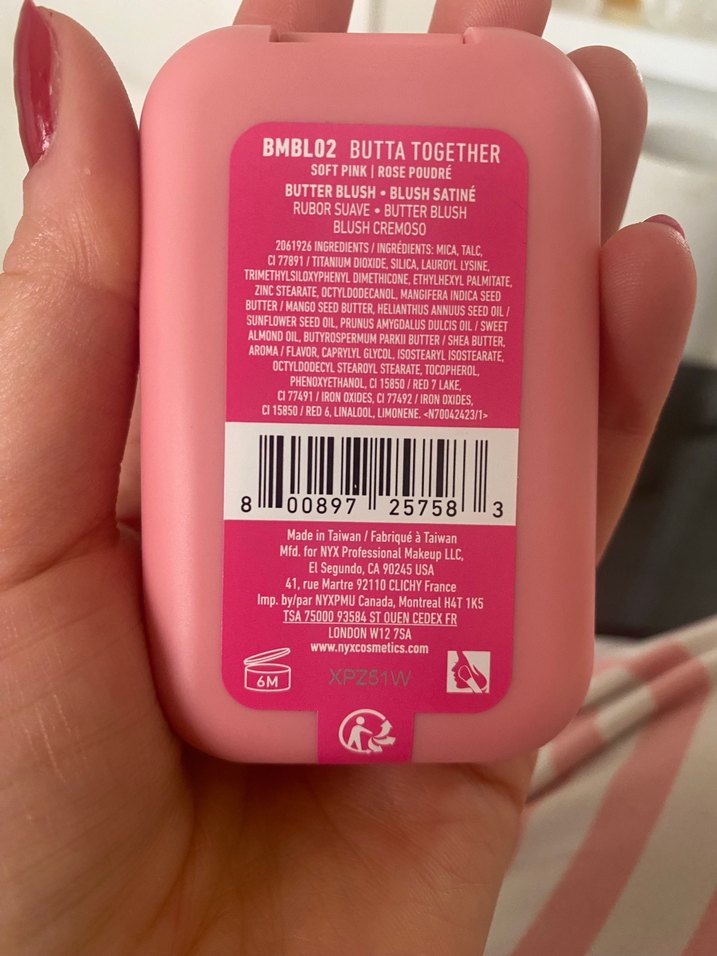 BMBL02 BUTTA TOGETHER
SOFT PINK | ROSE POUDRÉ
BUTTER BLUSH • BLUSH SATINÉ
RUBOR SUAVE • BUTTER BLUSH
BLUSH CREMOSO
2061926 INGREDIENTS / INGRÉDIENTS: MICA, TALC,
CI 77891 / TITANIUM DIOXIDE, SILICA, LAUROYL LYSINE,
TRIMETHYLSILOXYPHENYL DIMETHICONE, ETHYLHEXYL PALMITATE,
ZINC STEARATE, OCTYLDODECANOL, MANGIFERA INDICA SEED
BUTTER / MANGO SEED BUTTER, HELIANTHUS ANNUUS SEED OIL /
SUNFLOWER SEED OIL, PRUNUS AMYGDALUS DULCIS OIL / SWEET
ALMOND OIL, BUTYROSPERMUM PARKII BUTTER / SHEA BUTTER,
AROMA / FLAVOR, CAPRYLYL GLYCOL, ISOSTEARYL ISOSTEARATE,
OCTYLDODECYL STEAROYL STEARATE, TOCOPHEROL,
PHENOXYETHANOL, CI 15850 / RED 7 LAKE,
CI 77491 / IRON OXIDES, CI 77492 / IRON OXIDES,
CI 15850 / RED 6, LINALOOL, LIMONENE. <N70042423/1>
8 00897 25758 3
Made in Taiwan / Fabriqué à Taiwan
Mfd. for NYX Professional Makeup LLC,
El Segundo, CA 90245 USA
41, rue Martre 92110 CLICHY France
Imp. by/par NYXPMU Canada, Montreal H4T 1K5
TSA 75000 93584 ST OUEN CEDEX FR
LONDON W12 7SA
www.nyxcosmetics.com
6M XPZ51W